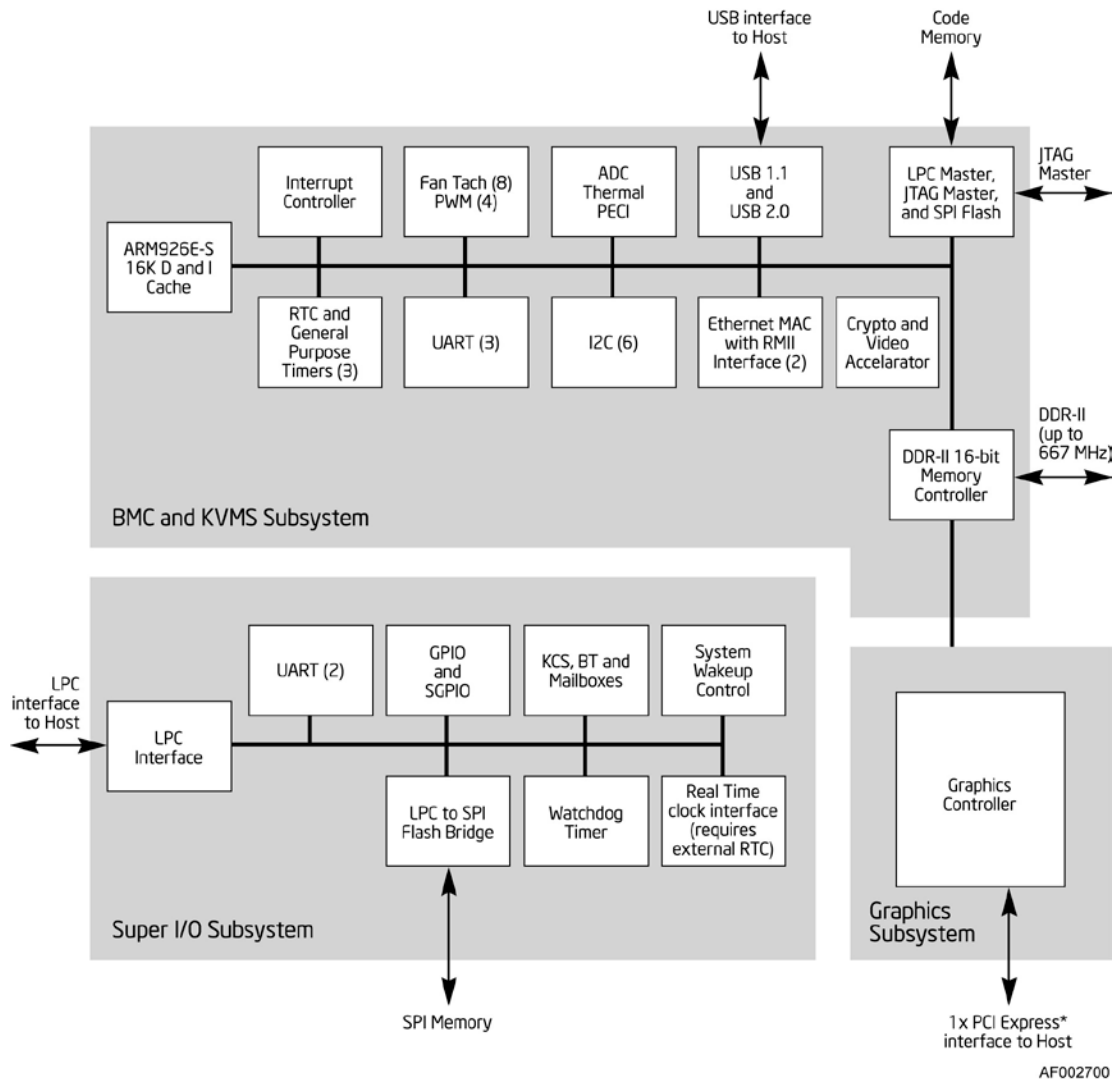 USB interface
to Host
Code
Memory
JTAG
Master
Interrupt
Controller
Fan Tach (8)
PWM (4)
ADC
Thermal
PECI
USB 1.1
and
USB 2.0
LPC Master,
JTAG Master,
and SPI Flash
ARM926E-S
16K D and I
Cache
RTC and
General
Purpose
Timers (3)
UART (3)
I2C (6)
Ethernet MAC
with RMII
Interface (2)
Crypto and
Video
Accelarator
DDR-II 16-bit
Memory
Controller
DDR-II
(up to
667 MHz)
BMC and KVMS Subsystem
LPC
interface
to Host
LPC
Interface
UART (2)
GPIO
and
SGPIO
KCS, BT and
Mailboxes
System
Wakeup
Control
LPC to SPI
Flash Bridge
Watchdog
Timer
Real Time
clock interface
(requires
external RTC)
Super I/O Subsystem
SPI Memory
Graphics
Controller
Graphics
Subsystem
1x PCI Express*
interface to Host
AF002700